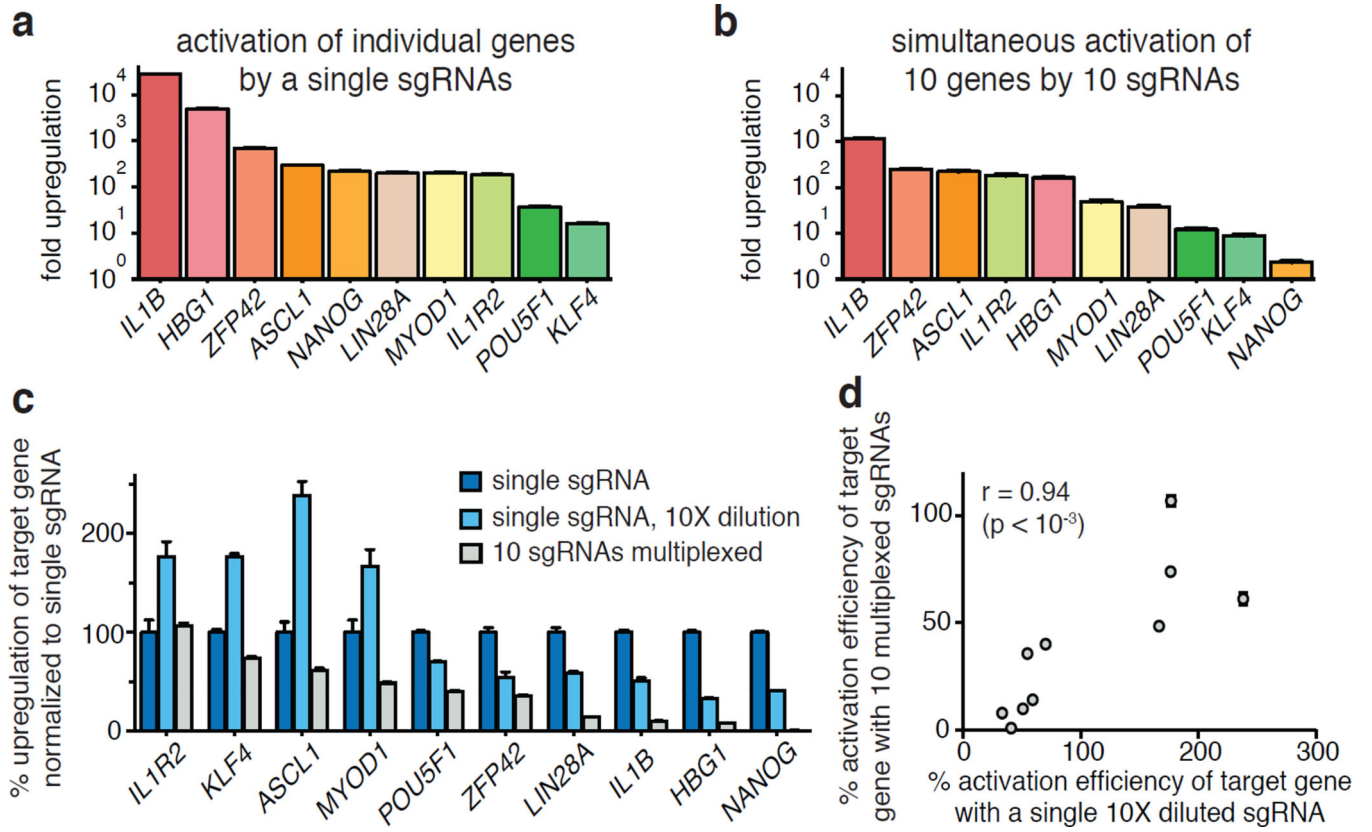 a
activation of individual genes
by a single sgRNAs
fold upregulation
10^4
10^3
10^2
10^1
10^0
IL1B
HBG1
ZFP42
ASCL1
NANOG
LIN28A
MYOD1
IL1R2
POU5F1
KLF4
b
simultaneous activation of
10 genes by 10 sgRNAs
fold upregulation
10^4
10^3
10^2
10^1
10^0
IL1B
ZFP42
ASCL1
IL1R2
HBG1
MYOD1
LIN28A
POU5F1
KLF4
NANOG
c
% upregulation of target gene
normalized to single sgRNA
single sgRNA
single sgRNA, 10X dilution
10 sgRNAs multiplexed
200
100
0
IL1R2
KLF4
ASCL1
MYOD1
POU5F1
ZFP42
LIN28A
IL1B
HBG1
NANOG
d
% activation efficiency of target
gene with 10 multiplexed sgRNAs
r = 0.94
(p < 10^-3)
100
50
0
0
100
200
300
% activation efficiency of target gene
with a single 10X diluted sgRNA